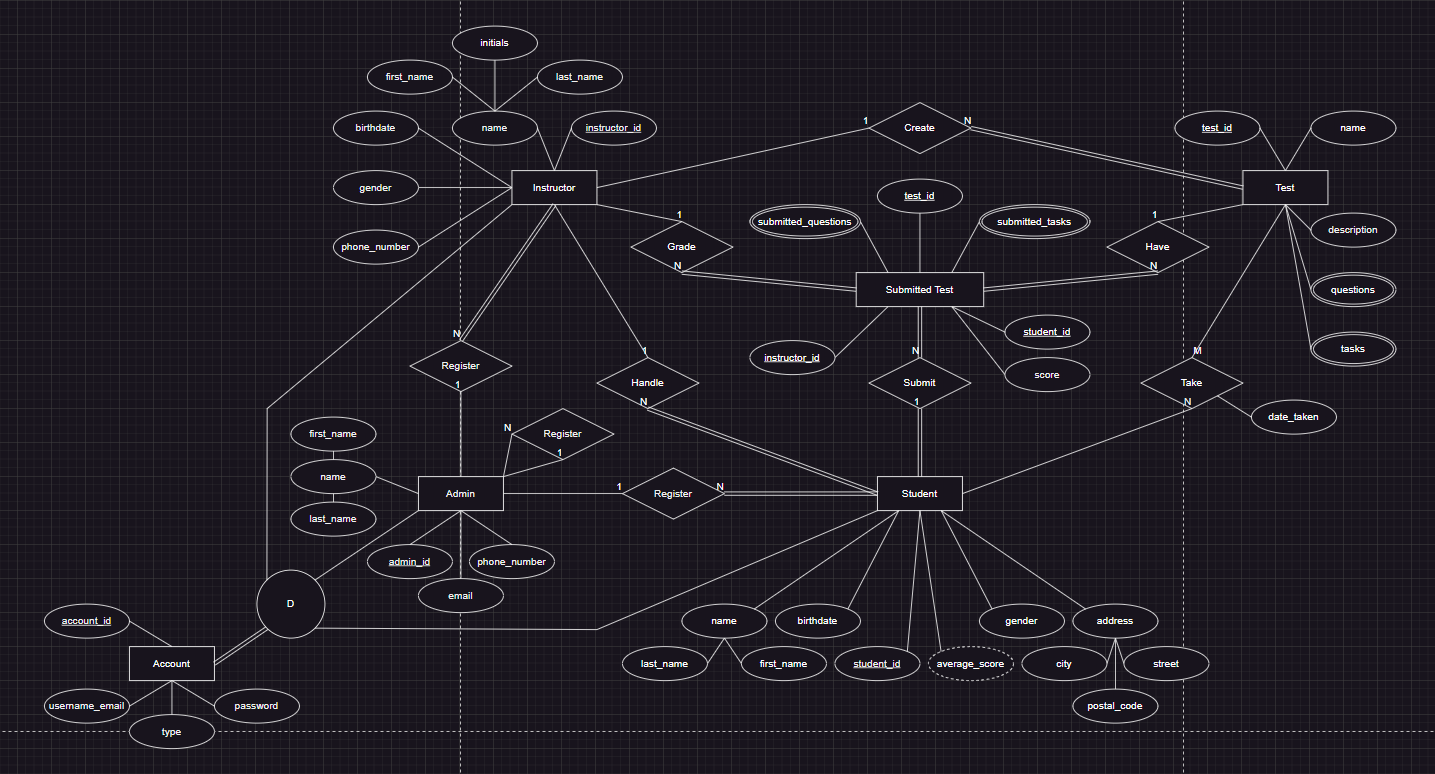 initials
first_name
last_name
birthdate
name
instructor_id
1
Create
N
test_id
name
Instructor
Test
gender
test_id
phone_number
1
Grade
N
submitted_questions
submitted_tasks
1
Have
N
description
Submitted Test
questions
N
Register
1
1
Handle
N
instructor_id
N
Submit
1
student_id
score
M
Take
N
tasks
date_taken
first_name
name
last_name
N
Register
1
Admin
1
Register
N
Student
admin_id
phone_number
email
D
account_id
Account
username_email
password
type
name
birthdate
gender
address
last_name
first_name
student_id
average_score
city
street
postal_code